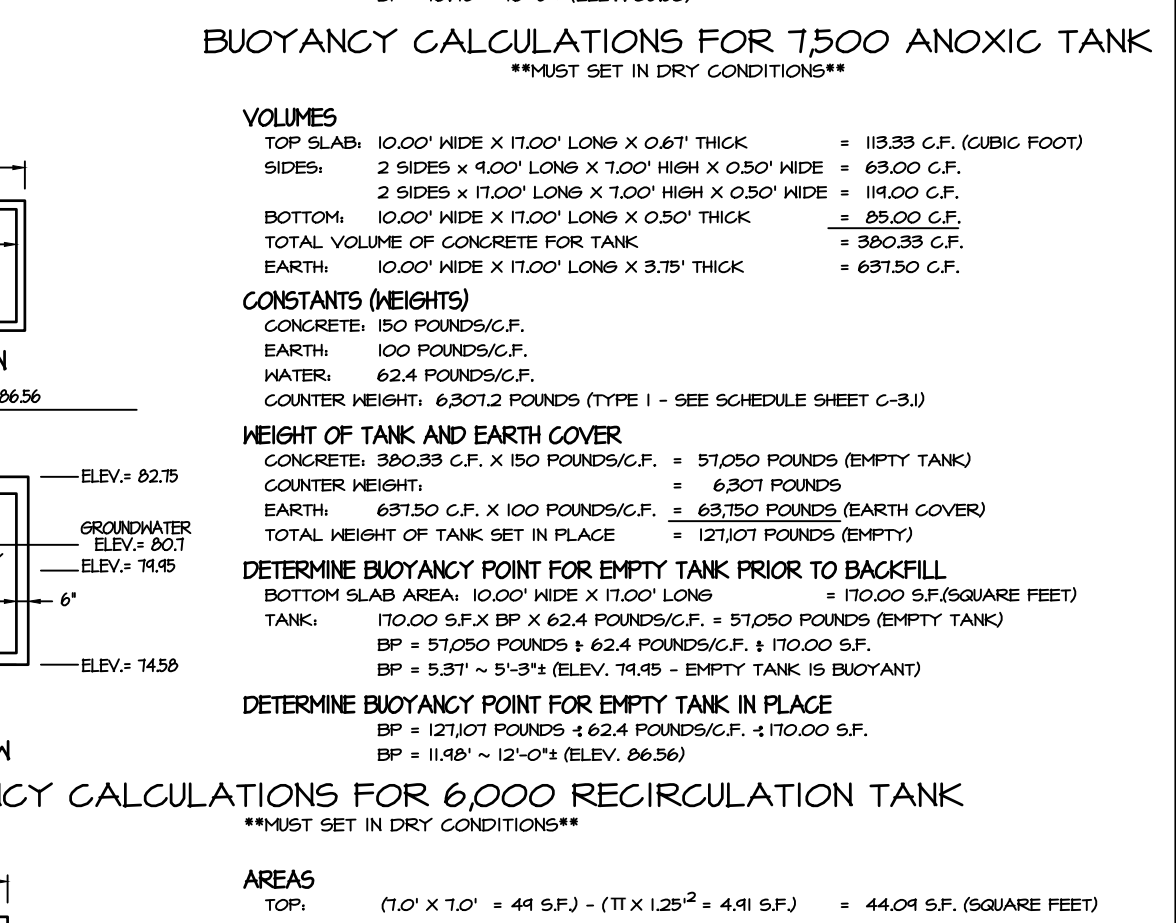 BUOYANCY CALCULATIONS FOR 7,500 ANOXIC TANK
**MUST SET IN DRY CONDITIONS**
VOLUMES
TOP SLAB: 10.00' WIDE X 17.00' LONG X 0.67' THICK = 113.33 C.F. (CUBIC FOOT)
SIDES: 2 SIDES x 9.00' LONG X 7.00' HIGH X 0.50' WIDE = 63.00 C.F.
2 SIDES x 17.00' LONG X 7.00' HIGH X 0.50' WIDE = 119.00 C.F.
BOTTOM: 10.00' WIDE X 17.00' LONG X 0.50' THICK = 85.00 C.F.
TOTAL VOLUME OF CONCRETE FOR TANK = 380.33 C.F.
EARTH: 10.00' WIDE X 17.00' LONG X 3.75' THICK = 637.50 C.F.
CONSTANTS (WEIGHTS)
CONCRETE: 150 POUNDS/C.F.
EARTH: 100 POUNDS/C.F.
WATER: 62.4 POUNDS/C.F.
COUNTER WEIGHT: 6,307.2 POUNDS (TYPE 1 - SEE SCHEDULE SHEET C-3.1)
86.56
WEIGHT OF TANK AND EARTH COVER
CONCRETE: 380.33 C.F. X 150 POUNDS/C.F. = 57,050 POUNDS (EMPTY TANK)
COUNTER WEIGHT: = 6,307 POUNDS
EARTH: 637.50 C.F. X 100 POUNDS/C.F. = 63,750 POUNDS (EARTH COVER)
TOTAL WEIGHT OF TANK SET IN PLACE = 127,107 POUNDS (EMPTY)
ELEV.= 82.75
GROUNDWATER
ELEV.= 80.7
ELEV.= 79.95
6"
ELEV.= 74.58
DETERMINE BUOYANCY POINT FOR EMPTY TANK PRIOR TO BACKFILL
BOTTOM SLAB AREA: 10.00' WIDE X 17.00' LONG = 170.00 S.F.(SQUARE FEET)
TANK: 170.00 S.F.X BP X 62.4 POUNDS/C.F. = 57,050 POUNDS (EMPTY TANK)
BP = 57,050 POUNDS ÷ 62.4 POUNDS/C.F. ÷ 170.00 S.F.
BP = 5.37' ~ 5'-3"± (ELEV. 79.95 - EMPTY TANK IS BUOYANT)
DETERMINE BUOYANCY POINT FOR EMPTY TANK IN PLACE
BP = 127,107 POUNDS ÷ 62.4 POUNDS/C.F. ÷ 170.00 S.F.
BP = 11.98' ~ 12'-0"± (ELEV. 86.56)
NCY CALCULATIONS FOR 6,000 RECIRCULATION TANK
**MUST SET IN DRY CONDITIONS**
AREAS
TOP: (7.0' X 7.0' = 49 S.F.) - (π X 1.25'² = 4.91 S.F.) = 44.09 S.F. (SQUARE FEET)